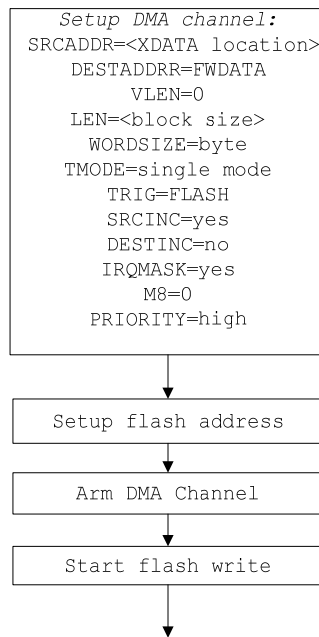 Setup DMA channel:
SRCADDR=<XDATA location>
DESTADDRR=FWDATA
VLEN=0
LEN=<block size>
WORDSIZE=byte
TMODE=single mode
TRIG=FLASH
SRCINC=yes
DESTINC=no
IRQMASK=yes
M8=0
PRIORITY=high
Setup flash address
Arm DMA Channel
Start flash write